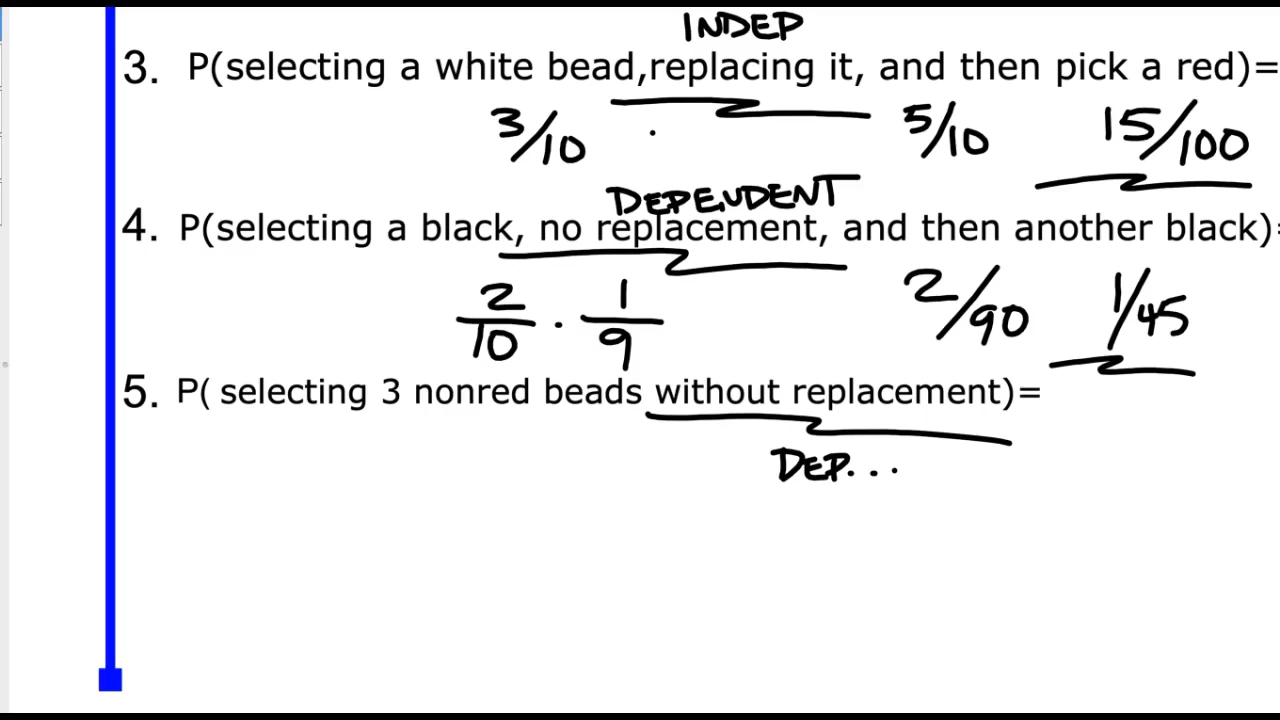 INDEP
3. P(selecting a white bead,replacing it, and then pick a red)=
3/10 · 5/10 15/100
DEPENDENT
4. P(selecting a black, no replacement, and then another black)=
2/10 · 1/9 2/90 1/45
5. P( selecting 3 nonred beads without replacement)=
DEP...